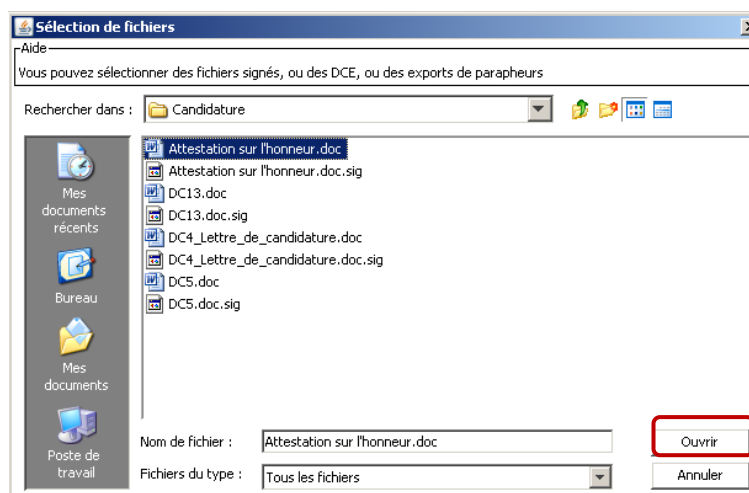 Sélection de fichiers
Aide
Vous pouvez sélectionner des fichiers signés, ou des DCE, ou des exports de parapheurs
Rechercher dans :
Candidature
Mes
documents
récents
Bureau
Mes
documents
Poste de
travail
Attestation sur l'honneur.doc
Attestation sur l'honneur.doc.sig
DC13.doc
DC13.doc.sig
DC4_Lettre_de_candidature.doc
DC4_Lettre_de_candidature.doc.sig
DC5.doc
DC5.doc.sig
Nom de fichier :
Attestation sur l'honneur.doc
Ouvrir
Fichiers du type :
Tous les fichiers
Annuler